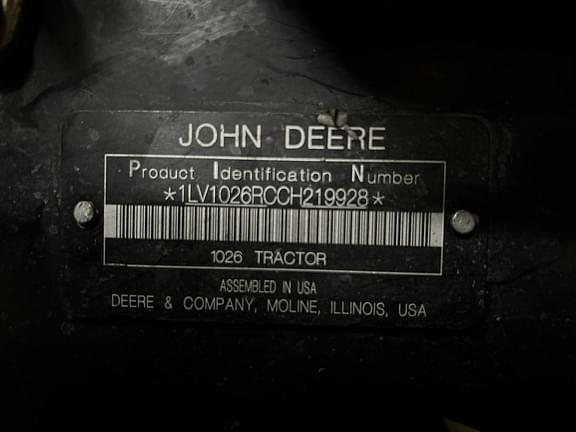 JOHN DEERE
Product Identification Number
*1LV1026RCCH219928*
1026 TRACTOR
ASSEMBLED IN USA
DEERE & COMPANY, MOLINE, ILLINOIS, USA